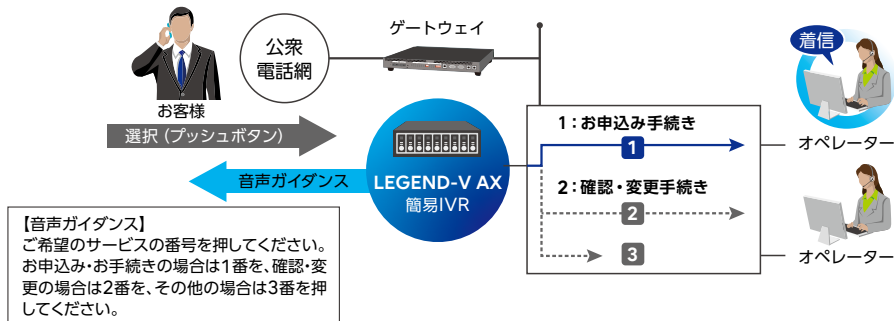 ゲートウェイ
公衆
電話網
お客様
選択（プッシュボタン）
音声ガイダンス
LEGEND-V AX
簡易IVR
1：お申込み手続き
1
2：確認・変更手続き
2
3
着信
オペレーター
オペレーター
【音声ガイダンス】
ご希望のサービスの番号を押してください。
お申込み・お手続きの場合は1番を、確認・変
更の場合は2番を、その他の場合は3番を押
してください。